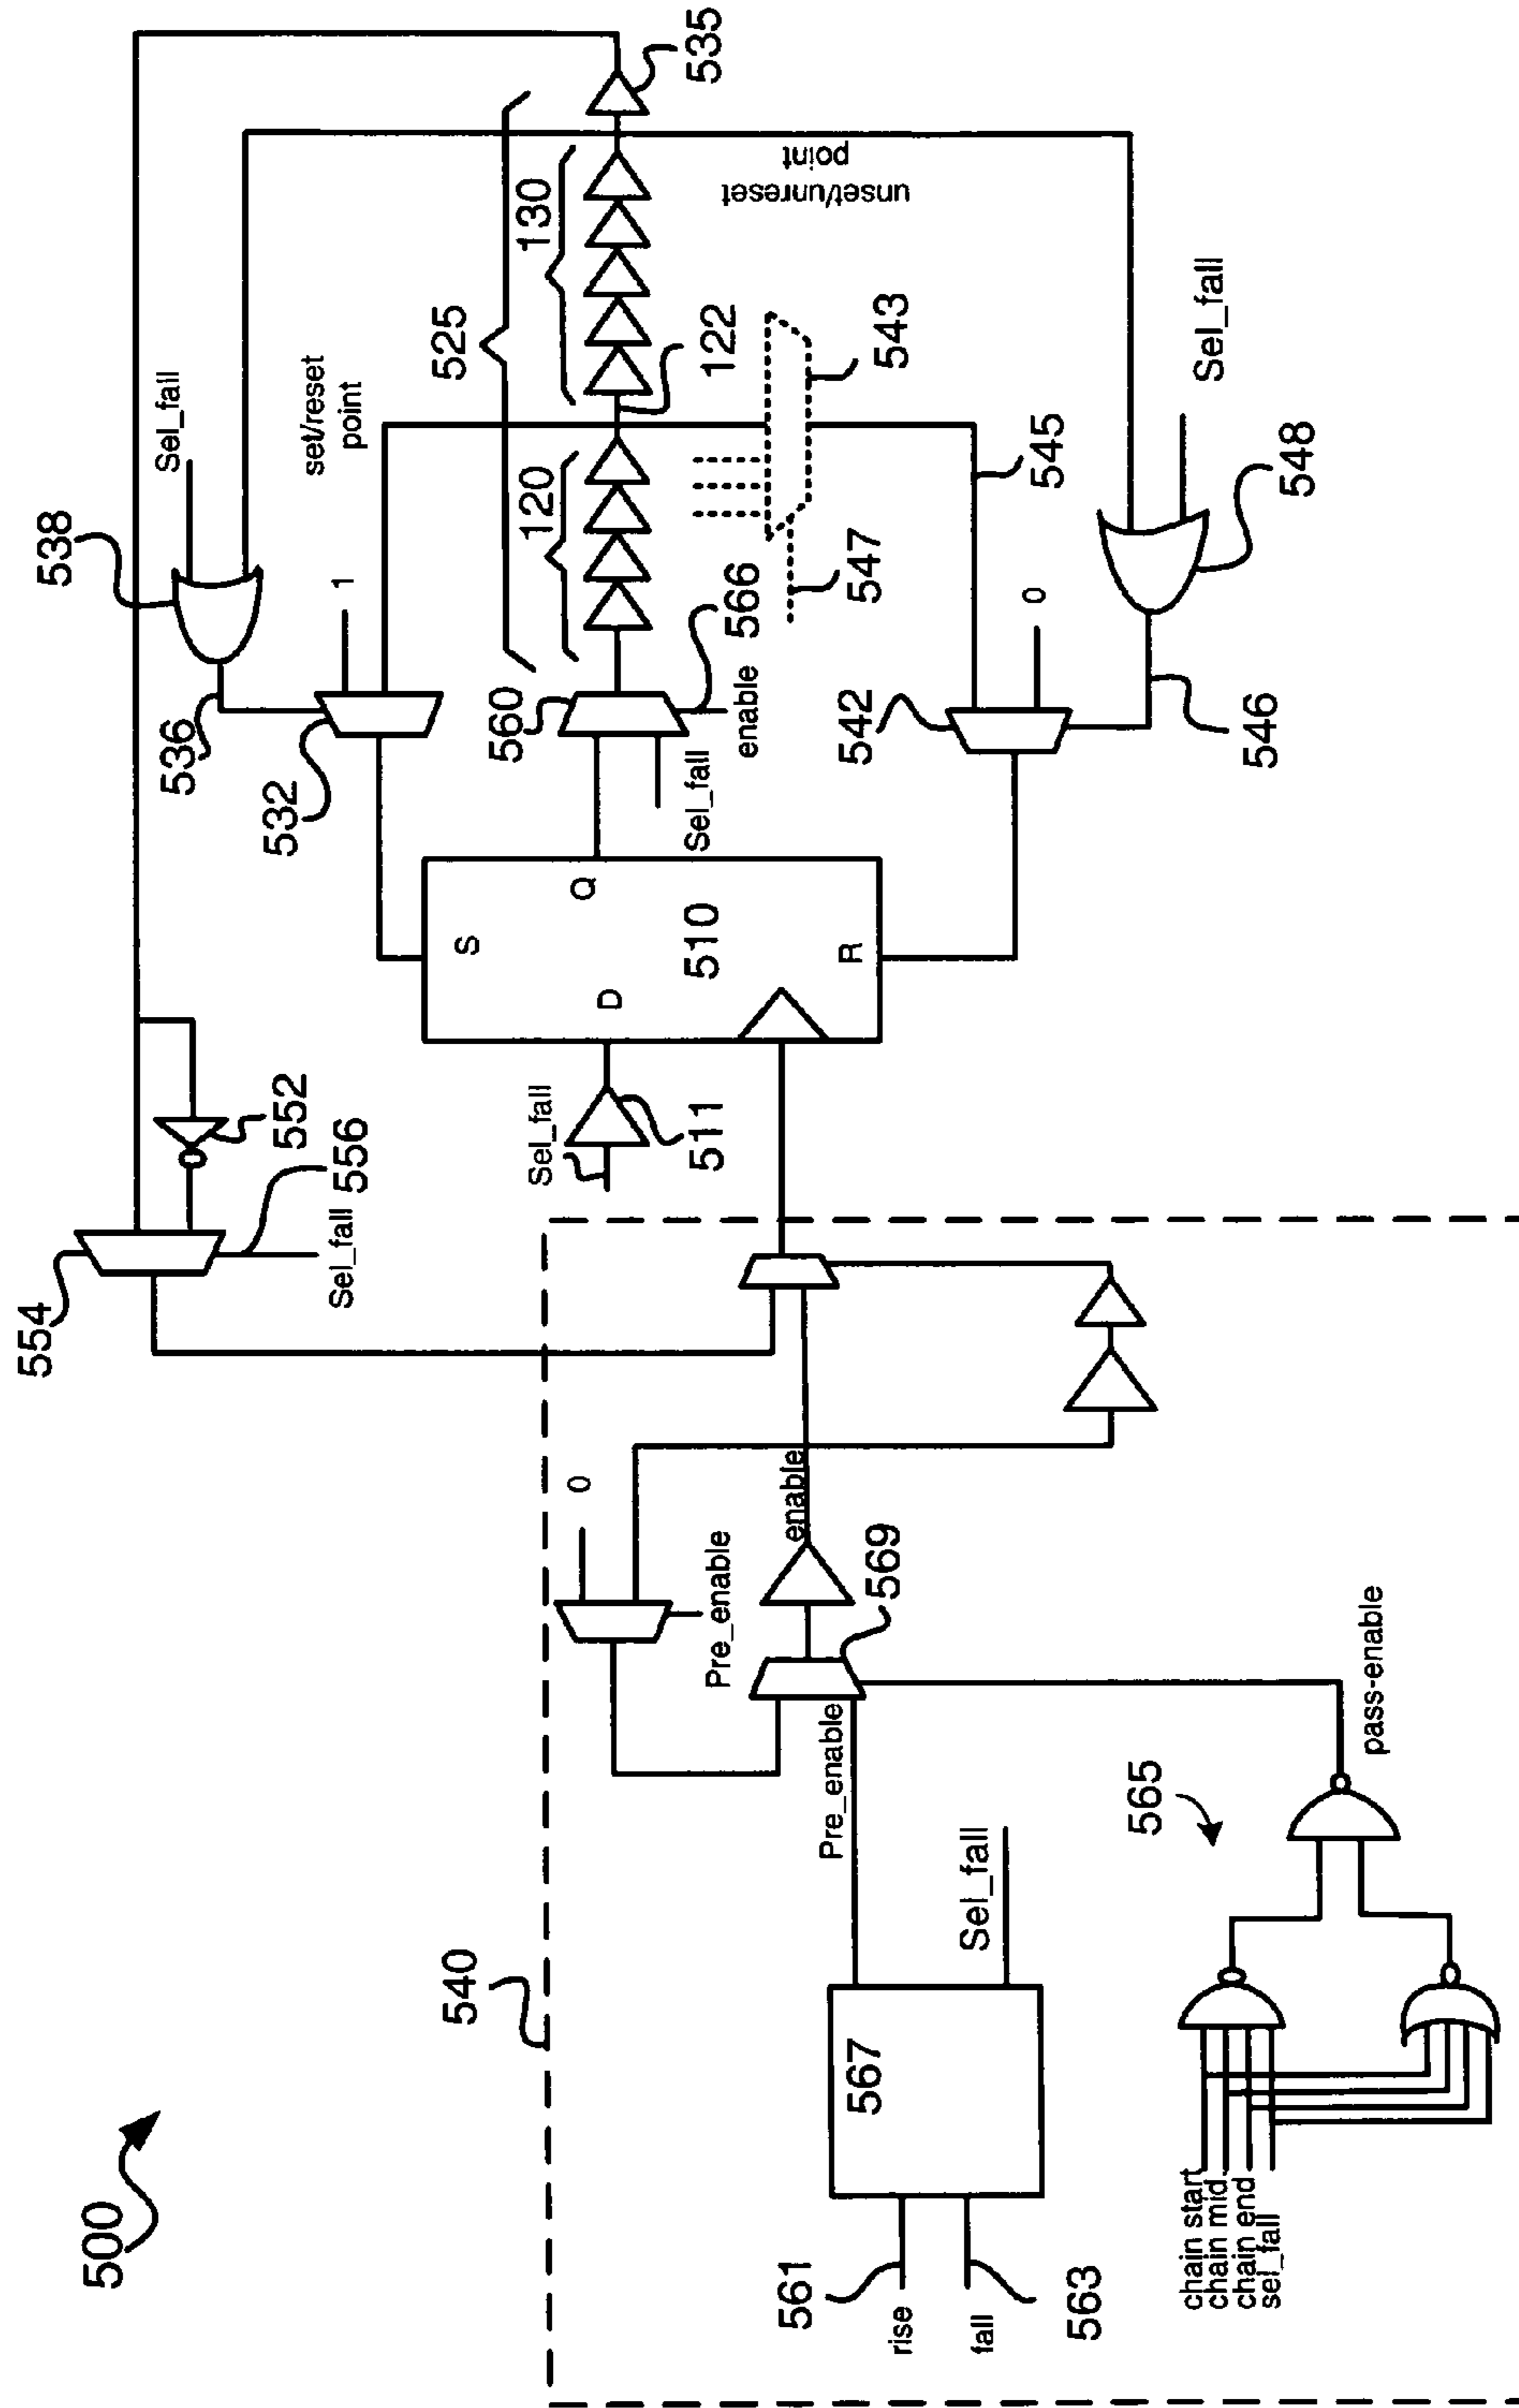 500
540
561
rise
fall
563
567
Pre_enable
Sel_fall
chain start
chain mid
chain end
sel_fall
565
pass-enable
569
Pre_enable
0
enable
554
Sel_fall
556
552
Sel_fall
511
D
S
Q
510
R
532
536
538
Sel_fall
1
set/reset
point
560
Sel_fall
enable
566
525
120
130
122
535
unset/unreset
point
543
547
545
542
0
546
548
Sel_fall